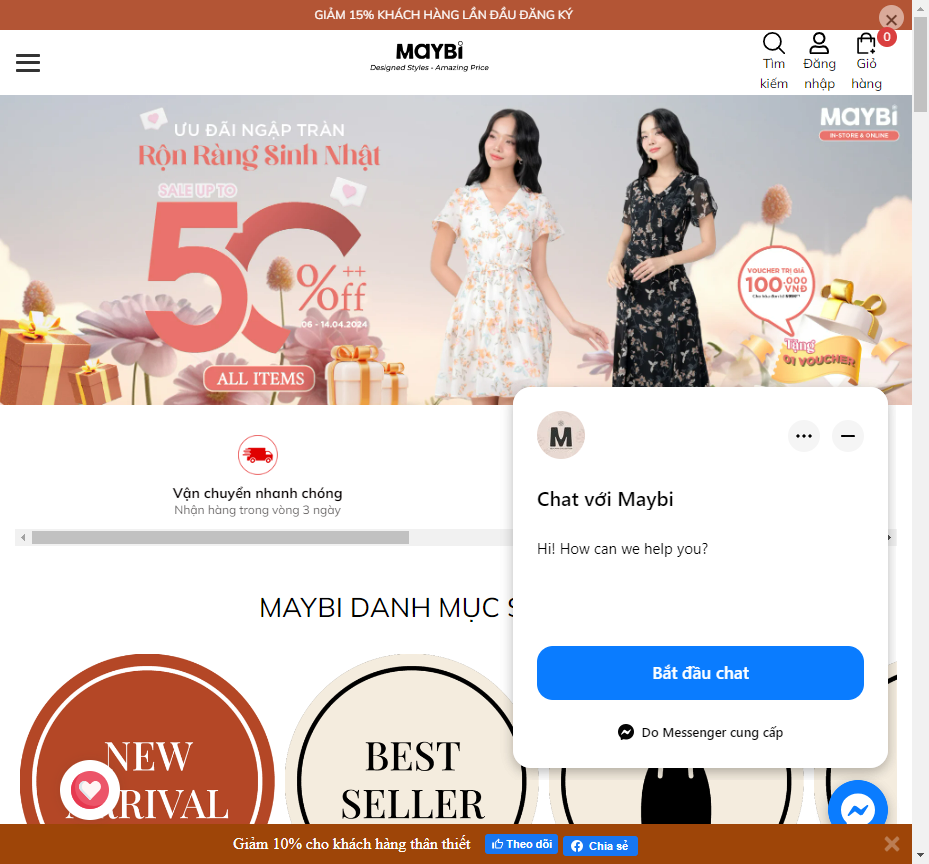 GIẢM 15% KHÁCH HÀNG LẦN ĐẦU ĐĂNG KÝ
MAYBI
Designed Styles - Amazing Price
Tìm kiếm
Đăng nhập
Giỏ hàng
0
ƯU ĐÃI NGẬP TRÀN
Rộn Ràng Sinh Nhật
SALE UP TO
50%++
off
06 - 14.04.2024
ALL ITEMS
MAYBI
IN-STORE & ONLINE
VOUCHER TRỊ GIÁ
100.000 VNĐ
Tặng
01 VOUCHER
Vận chuyển nhanh chóng
Nhận hàng trong vòng 3 ngày
MAYBI DANH MỤC
NEW
BEST
SELLER
M
Chat với Maybi
Hi! How can we help you?
Bắt đầu chat
Do Messenger cung cấp
Giảm 10% cho khách hàng thân thiết
Theo dõi
Chia sẻ